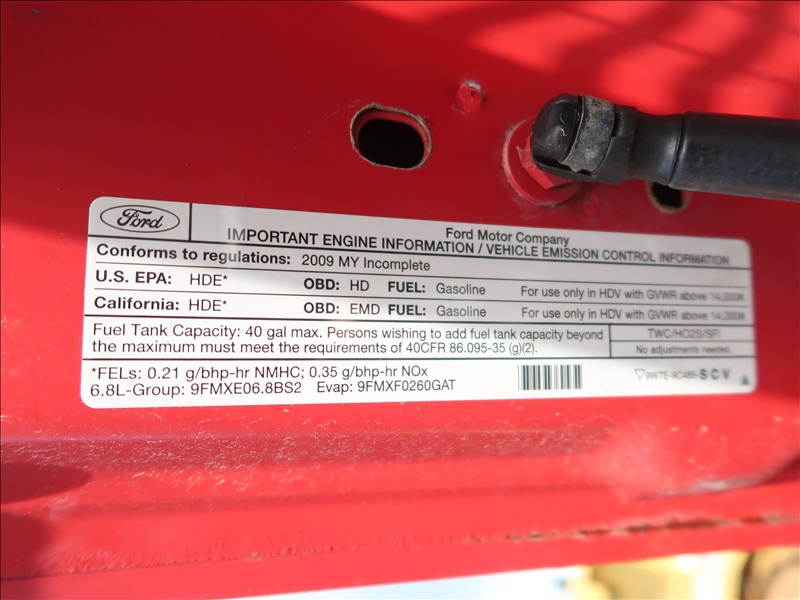 Ford
Ford Motor Company
IMPORTANT ENGINE INFORMATION / VEHICLE EMISSION CONTROL INFORMATION
Conforms to regulations: 2009 MY Incomplete
U.S. EPA: HDE* OBD: HD FUEL: Gasoline For use only in HDV with GVWR above 14,000#
California: HDE* OBD: EMD FUEL: Gasoline For use only in HDV with GVWR above 14,000#
Fuel Tank Capacity: 40 gal max. Persons wishing to add fuel tank capacity beyond
the maximum must meet the requirements of 40CFR 86.095-35 (g)(2).
TWC/HO2S/SFI
No adjustments needed.
*FELs: 0.21 g/bhp-hr NMHC; 0.35 g/bhp-hr NOx
6.8L-Group: 9FMXE06.8BS2 Evap: 9FMXF0260GAT
9W7E-9C485-SCV